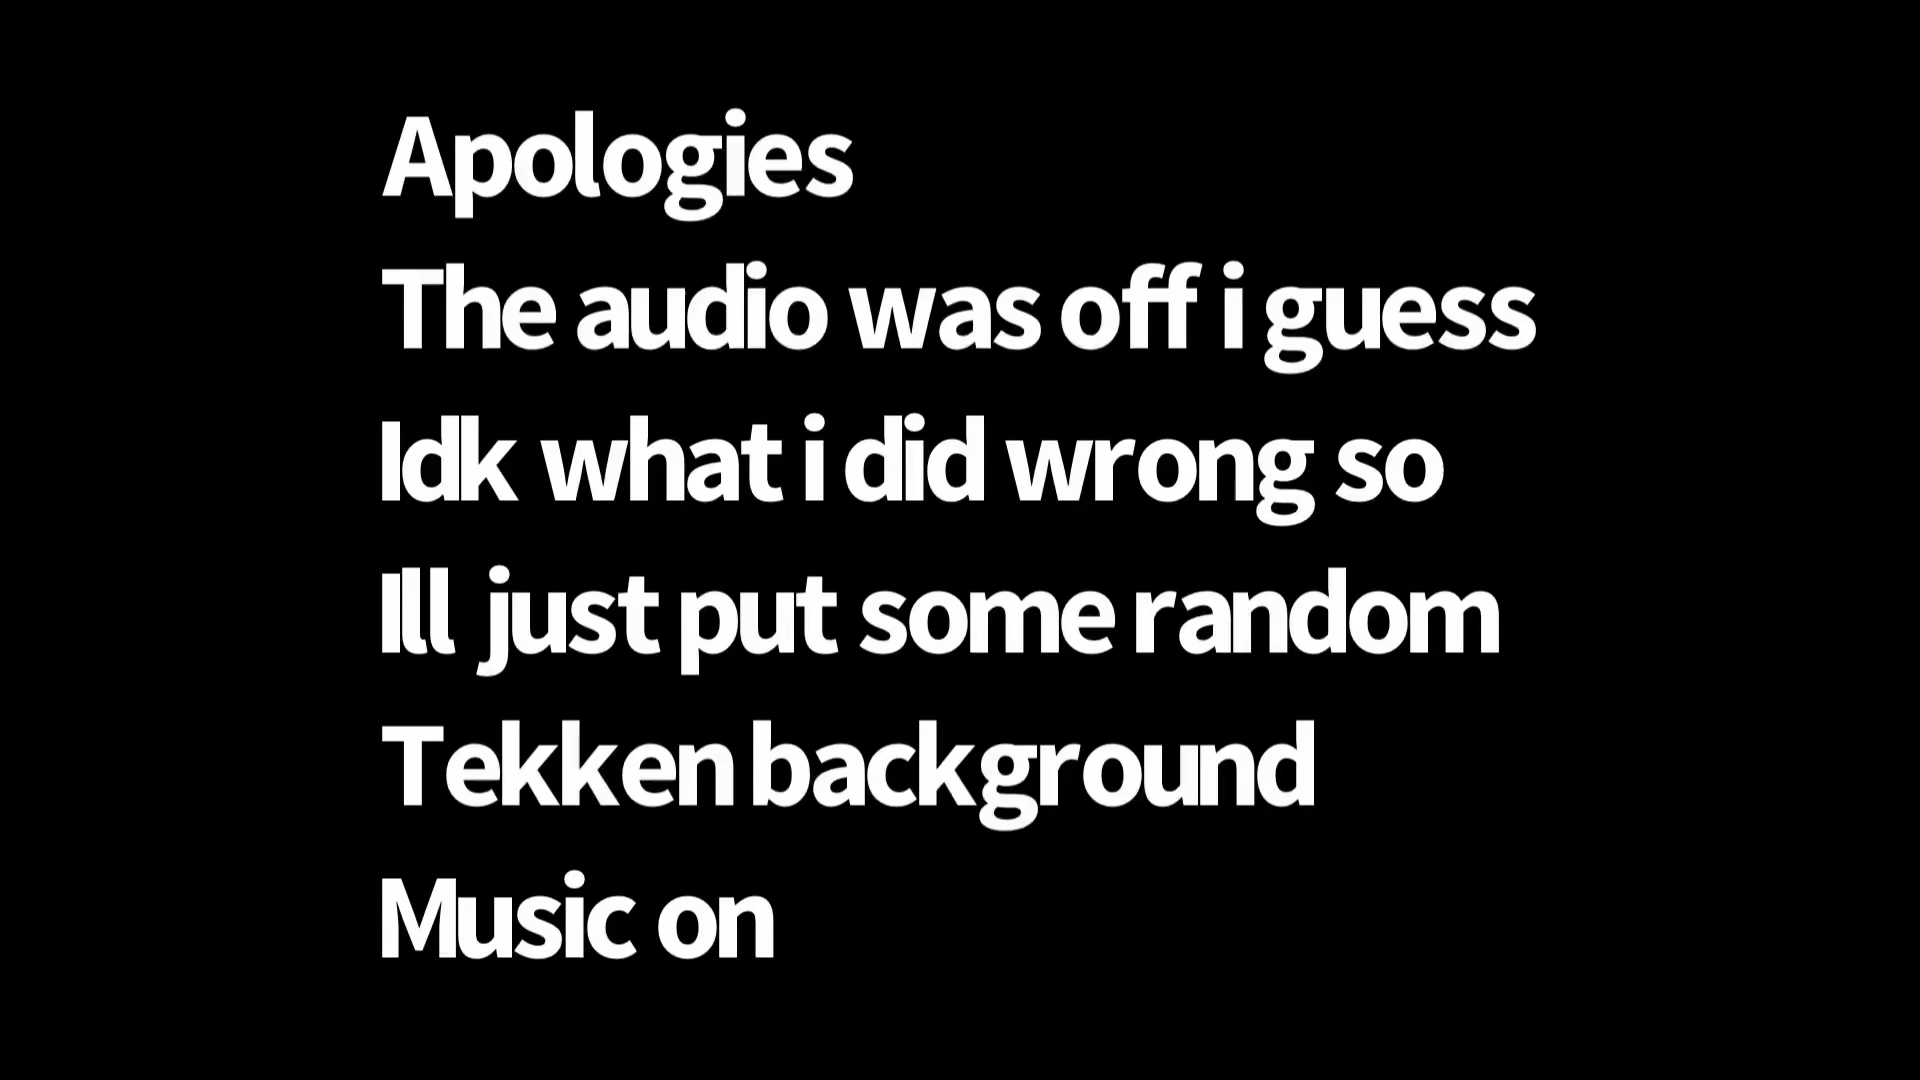 Apologies
The audio was off i guess
Idk what i did wrong so
Ill just put some random
Tekken background
Music on